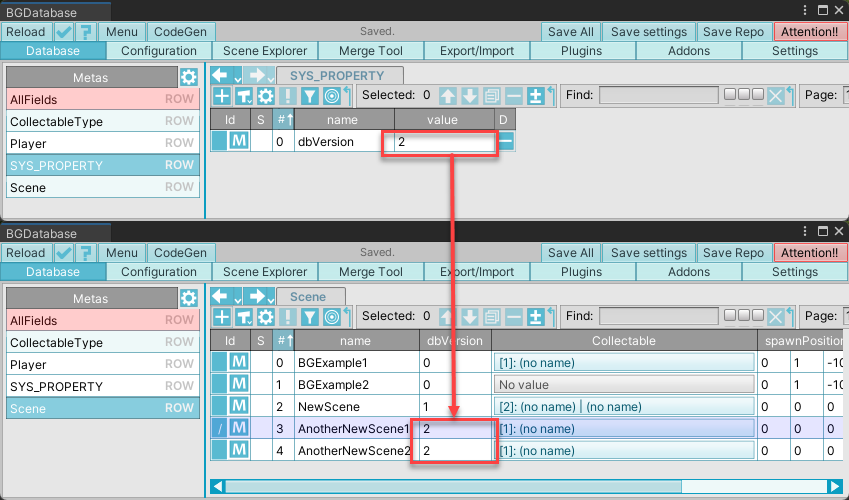 BGDatabase
Reload ? Menu CodeGen Saved. Save All Save settings Save Repo Attention!!
Database Configuration Scene Explorer Merge Tool Export/Import Plugins Addons Settings
Metas SYS_PROPERTY
AllFields ROW Selected: 0 Find: Page:
CollectableType ROW Id S # name value D
Player ROW M 0 dbVersion 2
SYS_PROPERTY ROW
Scene ROW
BGDatabase
Reload ? Menu CodeGen Saved. Save All Save settings Save Repo Attention!!
Database Configuration Scene Explorer Merge Tool Export/Import Plugins Addons Settings
Metas Scene
AllFields ROW Selected: 0 Find: Page:
CollectableType ROW Id S # name dbVersion Collectable spawnPosition
Player ROW M 0 BGExample1 0 [1]: (no name) 0 1 -10
SYS_PROPERTY ROW M 1 BGExample2 0 No value 0 1 -10
Scene ROW M 2 NewScene 1 [2]: (no name) | (no name) 0 0 0
/ M 3 AnotherNewScene1 2 [1]: (no name) 0 0 0
M 4 AnotherNewScene2 2 [1]: (no name) 0 0 0